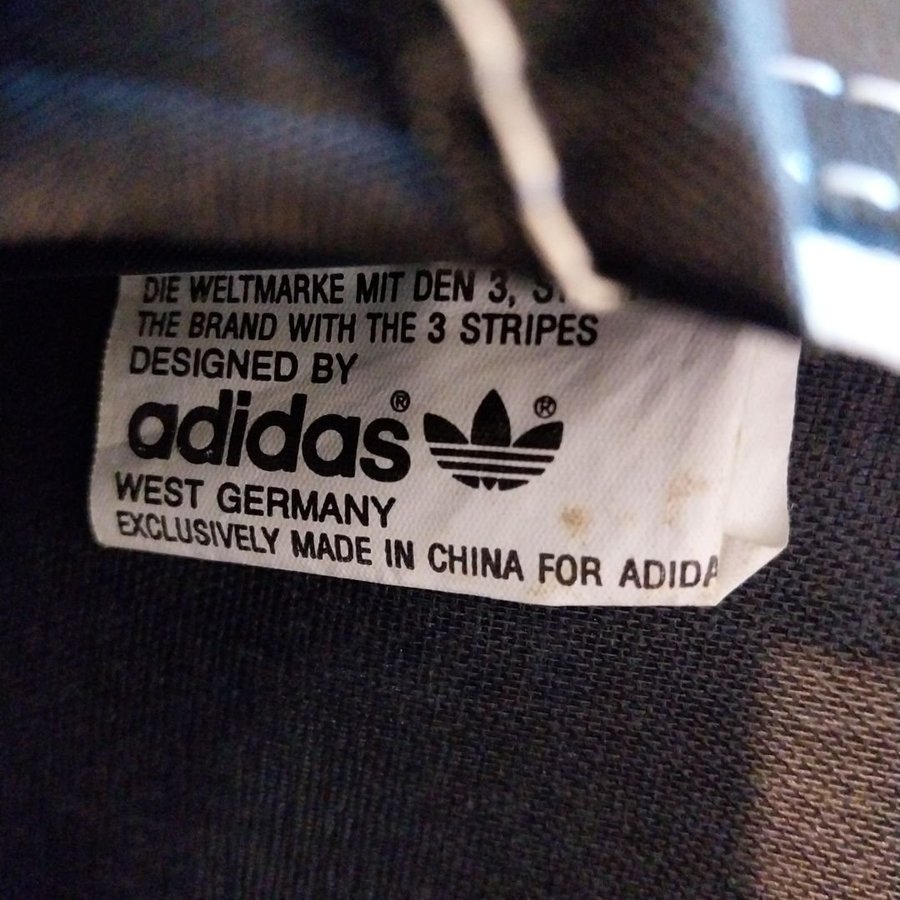 DIE WELTMARKE MIT DEN 3,
THE BRAND WITH THE 3 STRIPES
DESIGNED BY
adidas® ®
WEST GERMANY
EXCLUSIVELY MADE IN CHINA FOR ADIDA